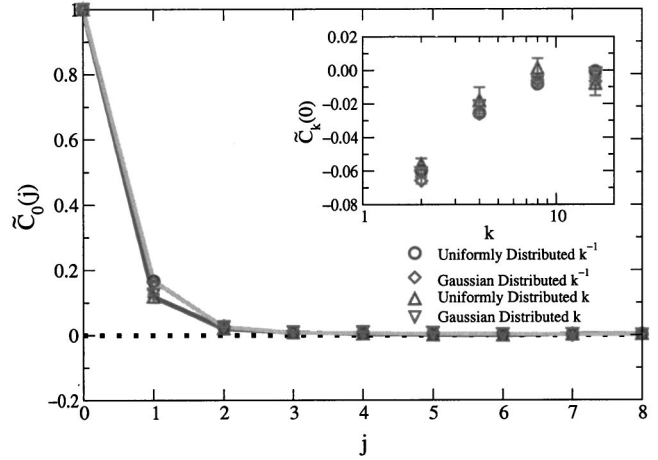 1
0.8
0.6
0.4
0.2
0
-0.2
C̃₀(j)
0 1 2 3 4 5 6 7 8
j
0.02
0.00
-0.02
-0.04
-0.06
-0.08
C̃ₖ(0)
1 10
k
Uniformly Distributed k⁻¹
Gaussian Distributed k⁻¹
Uniformly Distributed k
Gaussian Distributed k